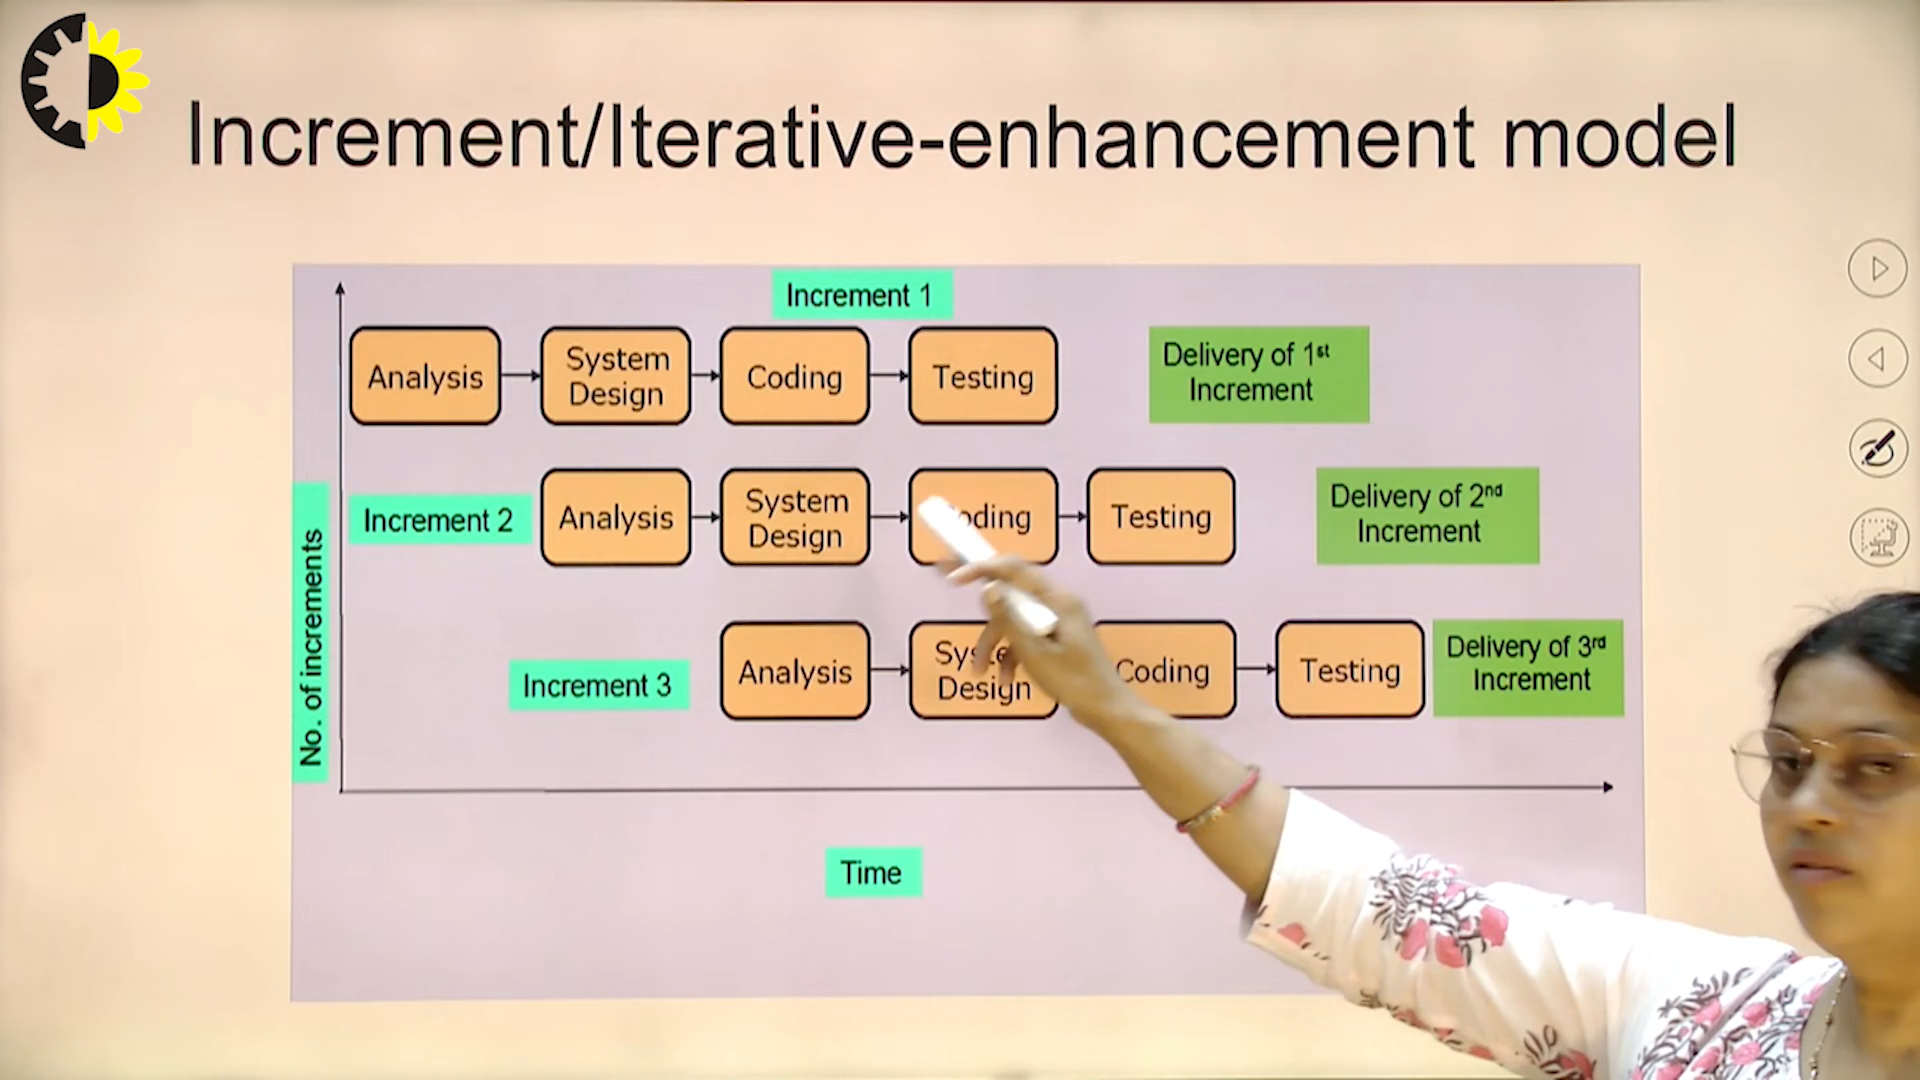 Increment/Iterative-enhancement model
Increment 1
Analysis
System
Design
Coding
Testing
Delivery of 1st
Increment
Increment 2
Analysis
System
Design
Testing
Delivery of 2nd
Increment
Increment 3
Analysis
Design
Coding
Testing
Delivery of 3rd
Increment
No. of increments
Time